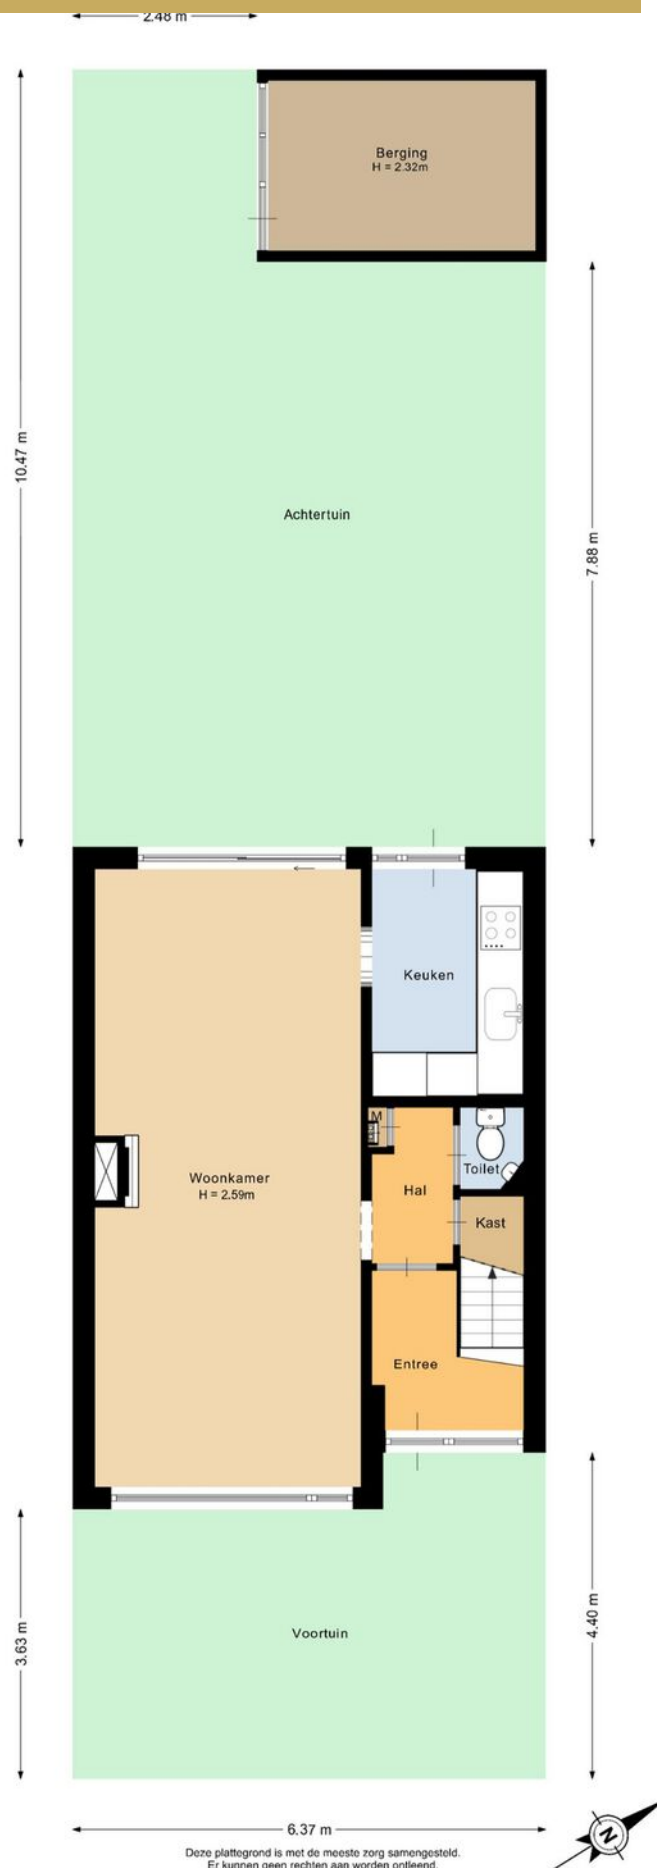 2.48 m
Berging
H = 2.32m
10.47 m
Achtertuin
7.88 m
Keuken
M
Toilet
Hal
Woonkamer
H = 2.59m
Kast
Entree
3.63 m
Voortuin
4.40 m
6.37 m
N
Deze plattegrond is met de meeste zorg samengesteld.
Er kunnen geen rechten aan worden ontleend.